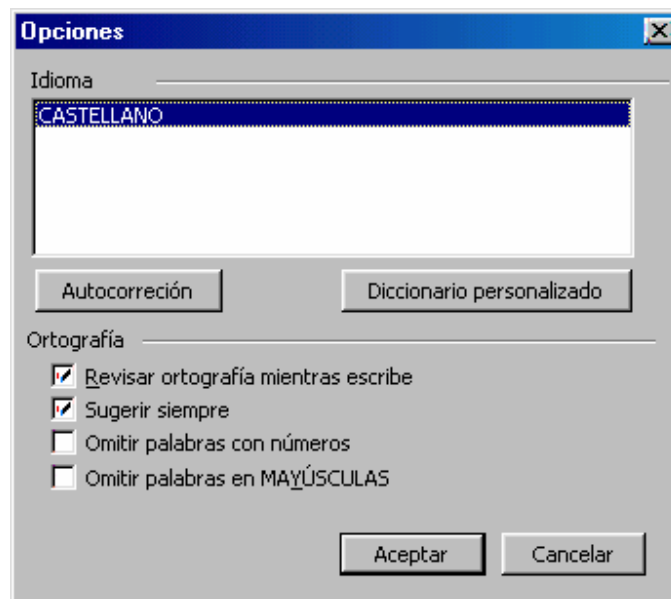 Opciones
Idioma
CASTELLANO
Autocorreción
Diccionario personalizado
Ortografía
Revisar ortografía mientras escribe
Sugerir siempre
Omitir palabras con números
Omitir palabras en MAYÚSCULAS
Aceptar
Cancelar